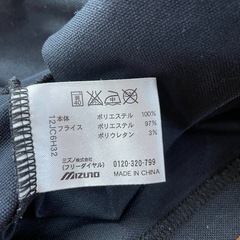 本体 ポリエステル 100%
フライス ポリエステル 97%
ポリウレタン 3%
12JC6H32
ミズノ株式会社
(フリーダイヤル) 0120-320-799
MIZUNO MADE IN CHINA